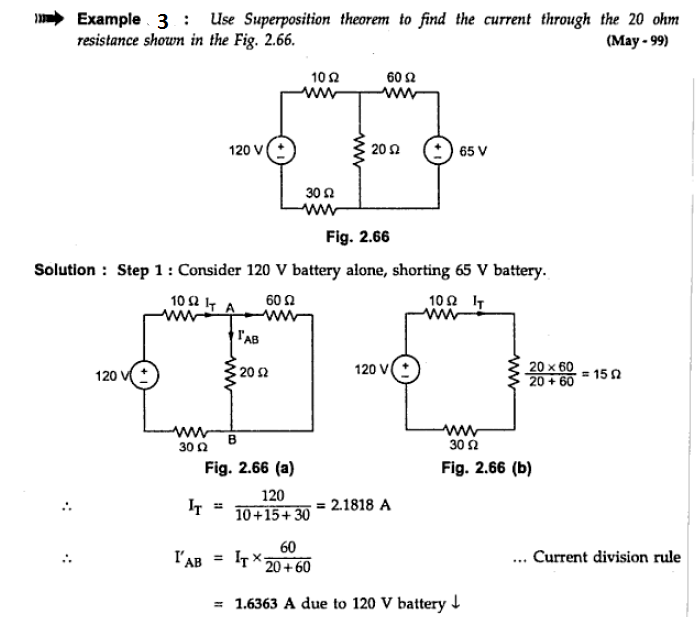 Example 3 : Use Superposition theorem to find the current through the 20 ohm
resistance shown in the Fig. 2.66. (May - 99)
10 Ω 60 Ω
120 V + − 20 Ω + − 65 V
30 Ω
Fig. 2.66
Solution : Step 1 : Consider 120 V battery alone, shorting 65 V battery.
10 Ω I_T A 60 Ω
I'_AB
120 V + − 20 Ω
30 Ω B
Fig. 2.66 (a)
10 Ω I_T
120 V + − 20 × 60 / 20 + 60 = 15 Ω
30 Ω
Fig. 2.66 (b)
∴ I_T = 120 / 10+15+30 = 2.1818 A
∴ I'_AB = I_T × 60 / 20+60 ... Current division rule
= 1.6363 A due to 120 V battery ↓